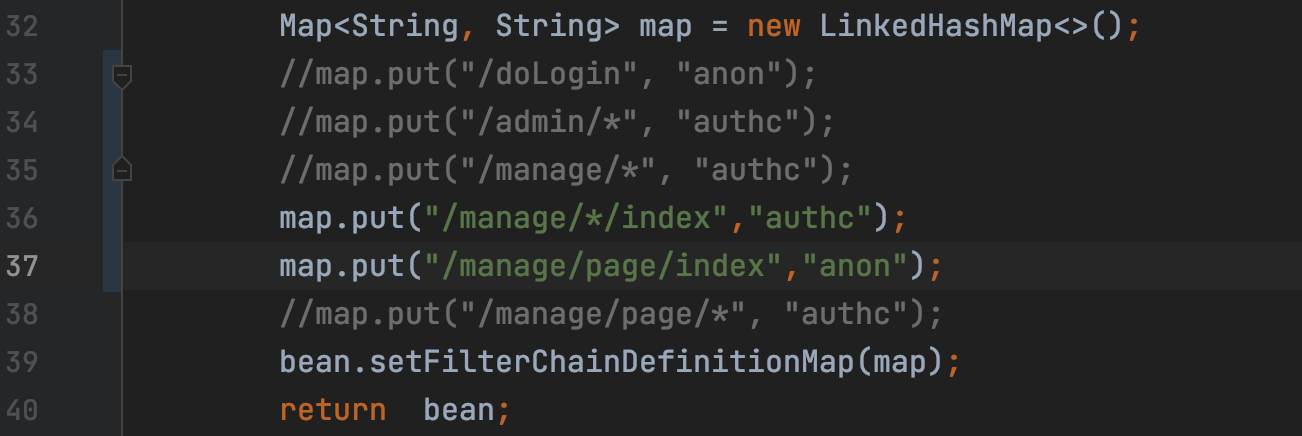 32 Map<String, String> map = new LinkedHashMap<>();
33 //map.put("/doLogin", "anon");
34 //map.put("/admin/*", "authc");
35 //map.put("/manage/*", "authc");
36 map.put("/manage/*/index","authc");
37 map.put("/manage/page/index","anon");
38 //map.put("/manage/page/*", "authc");
39 bean.setFilterChainDefinitionMap(map);
40 return  bean;